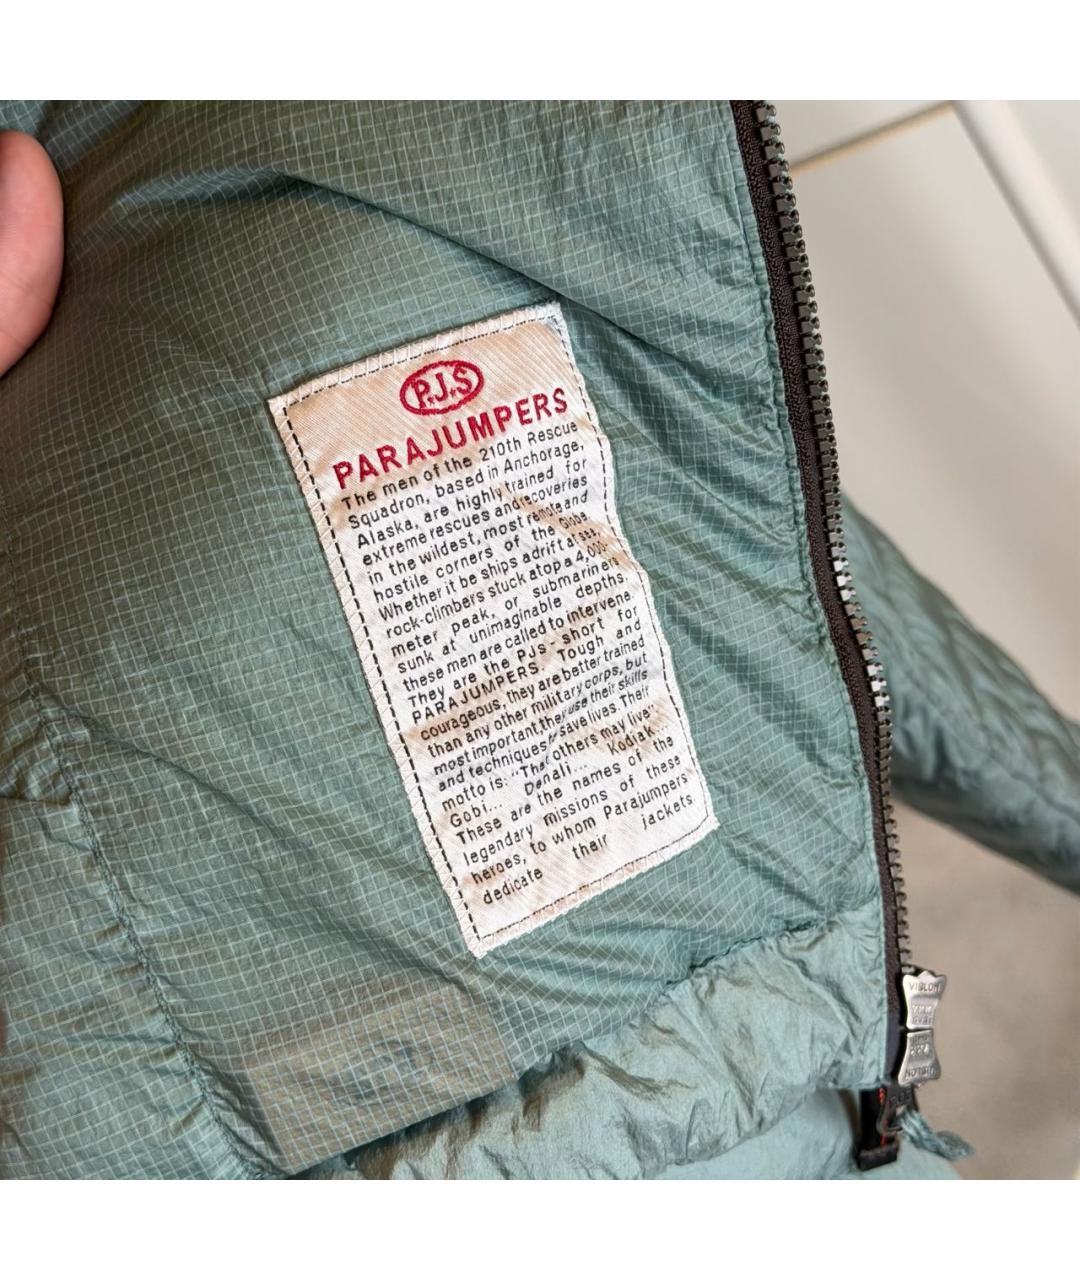 P.J.S
PARAJUMPERS
The men of the 210th Rescue
Squadron, based in Anchorage,
Alaska, are highly trained for
extreme rescues and recoveries
in the wildest, most remote and
hostile corners of the Globe.
Whether it be ships adrift at sea,
rock-climbers stuck atop a 4,000-
meter peak, or submariners
sunk at unimaginable depths,
these men are called to intervene.
They are the PJs - short for
PARAJUMPERS. Tough and
courageous, they are better trained
than any other military corps, but
most important, they use their skills
and techniques to save lives. Their
motto is: "That others may live".
Gobi... Denali... Kodiak...
These are the names of the
legendary missions of these
heroes, to whom Parajumpers
dedicate their jackets
VISLON
VISLON